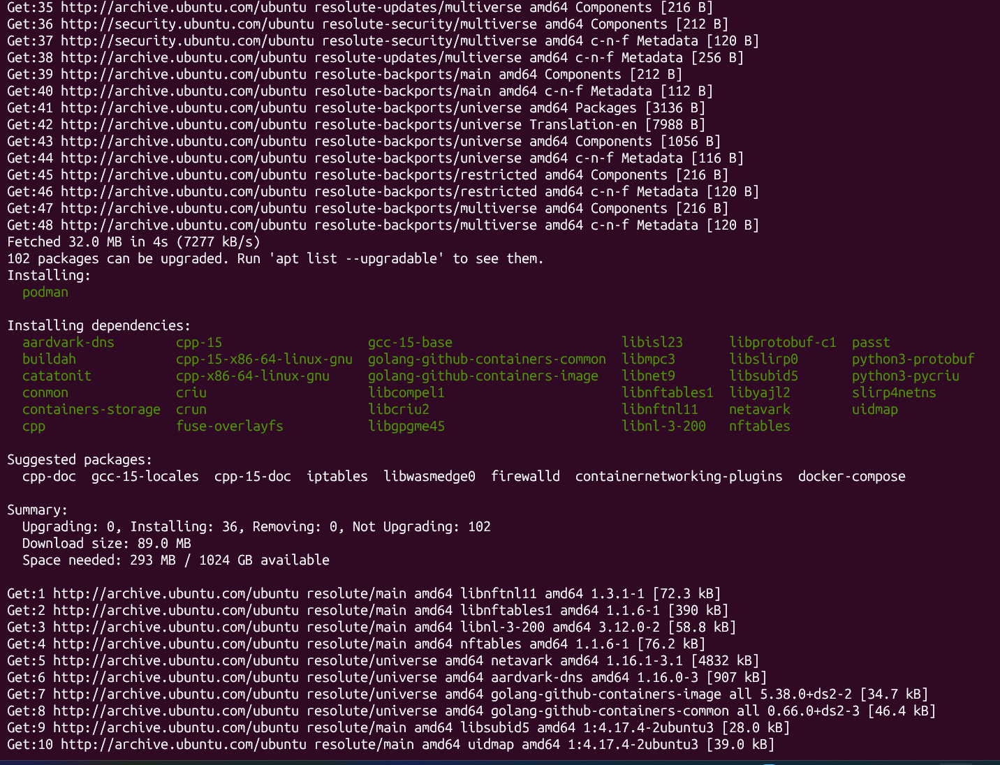 Get:35 http://archive.ubuntu.com/ubuntu resolute-updates/multiverse amd64 Components [216 B]
Get:36 http://security.ubuntu.com/ubuntu resolute-security/multiverse amd64 Components [212 B]
Get:37 http://security.ubuntu.com/ubuntu resolute-security/multiverse amd64 c-n-f Metadata [120 B]
Get:38 http://archive.ubuntu.com/ubuntu resolute-updates/multiverse amd64 c-n-f Metadata [256 B]
Get:39 http://archive.ubuntu.com/ubuntu resolute-backports/main amd64 Components [212 B]
Get:40 http://archive.ubuntu.com/ubuntu resolute-backports/main amd64 c-n-f Metadata [112 B]
Get:41 http://archive.ubuntu.com/ubuntu resolute-backports/universe amd64 Packages [3136 B]
Get:42 http://archive.ubuntu.com/ubuntu resolute-backports/universe Translation-en [7988 B]
Get:43 http://archive.ubuntu.com/ubuntu resolute-backports/universe amd64 Components [1056 B]
Get:44 http://archive.ubuntu.com/ubuntu resolute-backports/universe amd64 c-n-f Metadata [116 B]
Get:45 http://archive.ubuntu.com/ubuntu resolute-backports/restricted amd64 Components [216 B]
Get:46 http://archive.ubuntu.com/ubuntu resolute-backports/restricted amd64 c-n-f Metadata [120 B]
Get:47 http://archive.ubuntu.com/ubuntu resolute-backports/multiverse amd64 Components [216 B]
Get:48 http://archive.ubuntu.com/ubuntu resolute-backports/multiverse amd64 c-n-f Metadata [120 B]
Fetched 32.0 MB in 4s (7277 kB/s)
102 packages can be upgraded. Run 'apt list --upgradable' to see them.
Installing:
  podman

Installing dependencies:
  aardvark-dns        cpp-15                   gcc-15-base                      libisl23      libprotobuf-c1  passt
  buildah             cpp-15-x86-64-linux-gnu  golang-github-containers-common  libmpc3       libslirp0       python3-protobuf
  catatonit           cpp-x86-64-linux-gnu     golang-github-containers-image   libnet9       libsubid5       python3-pycriu
  conmon              criu                     libcompel1                       libnftables1  libyajl2        slirp4netns
  containers-storage  crun                     libcriu2                         libnftnl11    netavark        uidmap
  cpp                 fuse-overlayfs           libgpgme45                       libnl-3-200   nftables

Suggested packages:
  cpp-doc  gcc-15-locales  cpp-15-doc  iptables  libwasmedge0  firewalld  containernetworking-plugins  docker-compose

Summary:
  Upgrading: 0, Installing: 36, Removing: 0, Not Upgrading: 102
  Download size: 89.0 MB
  Space needed: 293 MB / 1024 GB available

Get:1 http://archive.ubuntu.com/ubuntu resolute/main amd64 libnftnl11 amd64 1.3.1-1 [72.3 kB]
Get:2 http://archive.ubuntu.com/ubuntu resolute/main amd64 libnftables1 amd64 1.1.6-1 [390 kB]
Get:3 http://archive.ubuntu.com/ubuntu resolute/main amd64 libnl-3-200 amd64 3.12.0-2 [58.8 kB]
Get:4 http://archive.ubuntu.com/ubuntu resolute/main amd64 nftables amd64 1.1.6-1 [76.2 kB]
Get:5 http://archive.ubuntu.com/ubuntu resolute/universe amd64 netavark amd64 1.16.1-3.1 [4832 kB]
Get:6 http://archive.ubuntu.com/ubuntu resolute/universe amd64 aardvark-dns amd64 1.16.0-3 [907 kB]
Get:7 http://archive.ubuntu.com/ubuntu resolute/universe amd64 golang-github-containers-image all 5.38.0+ds2-2 [34.7 kB]
Get:8 http://archive.ubuntu.com/ubuntu resolute/universe amd64 golang-github-containers-common all 0.66.0+ds2-3 [46.4 kB]
Get:9 http://archive.ubuntu.com/ubuntu resolute/main amd64 libsubid5 amd64 1:4.17.4-2ubuntu3 [28.0 kB]
Get:10 http://archive.ubuntu.com/ubuntu resolute/main amd64 uidmap amd64 1:4.17.4-2ubuntu3 [39.0 kB]